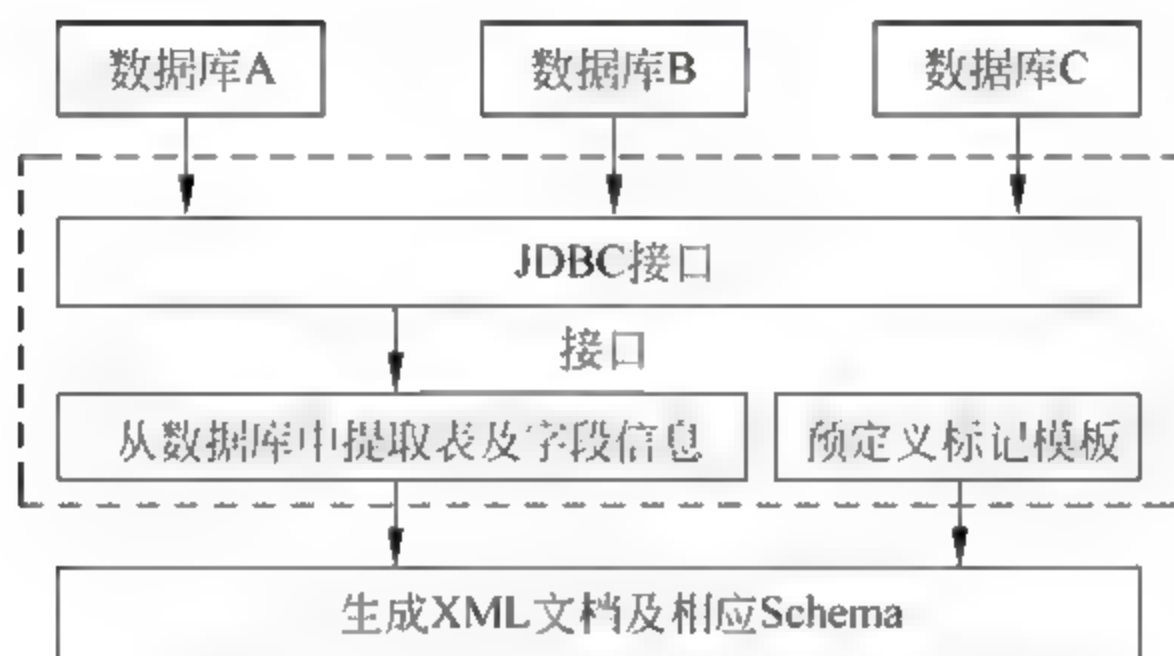 数据库A
数据库B
数据库C
JDBC接口
接口
从数据库中提取表及字段信息
预定义标记模板
生成XML文档及相应Schema